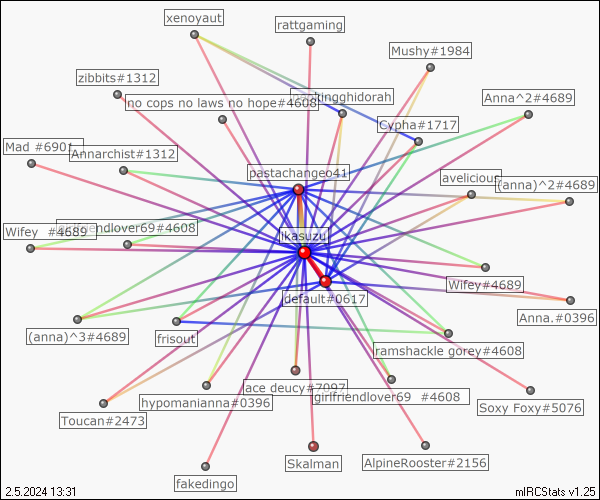 xenoyaut
rattgaming
Mushy#1984
zibbits#1312
no cops no laws no hope#4608
ngghidorah
Anna^2#4689
Cypha#1717
Mad #6901
Annarchist#1312
pastachangeo41
avelicious
(anna)^2#4689
Wifey  #4689
friendlover69#4608
ikasuzu
Wifey#4689
default#0617
Anna.#0396
(anna)^3#4689
frisout
ramshackle gorey#4608
ace deucy#7097
girlfriendlover69  #4608
hypomanianna#0396
Toucan#2473
Soxy Foxy#5076
Skalman
AlpineRooster#2156
fakedingo
2.5.2024 13:31
mIRCStats v1.25